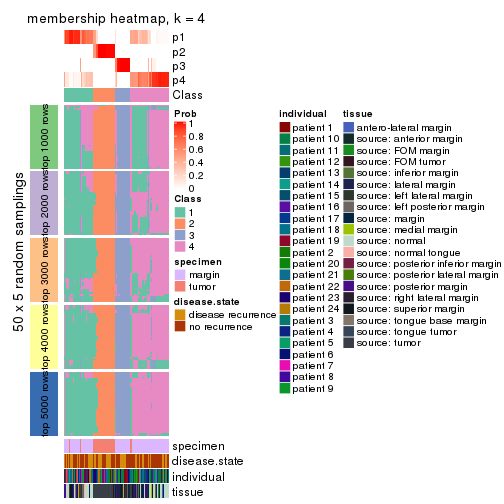 membership heatmap, k = 4
p1
p2
p3
p4
Class
50 x 5 random samplings
top 1000 rows
top 2000 rows
top 3000 rows
top 4000 rows
top 5000 rows
specimen
disease.state
individual
tissue
Prob
1
0.8
0.6
0.4
0.2
0
Class
1
2
3
4
specimen
margin
tumor
disease.state
disease recurrence
no recurrence
individual
patient 1
patient 10
patient 11
patient 12
patient 13
patient 14
patient 15
patient 16
patient 17
patient 18
patient 19
patient 2
patient 20
patient 21
patient 22
patient 23
patient 24
patient 3
patient 4
patient 5
patient 6
patient 7
patient 8
patient 9
tissue
antero-lateral margin
source: anterior margin
source: FOM margin
source: FOM tumor
source: inferior margin
source: lateral margin
source: left lateral margin
source: left posterior margin
source: margin
source: medial margin
source: normal
source: normal tongue
source: posterior inferior margin
source: posterior lateral margin
source: posterior margin
source: right lateral margin
source: superior margin
source: tongue base margin
source: tongue tumor
source: tumor